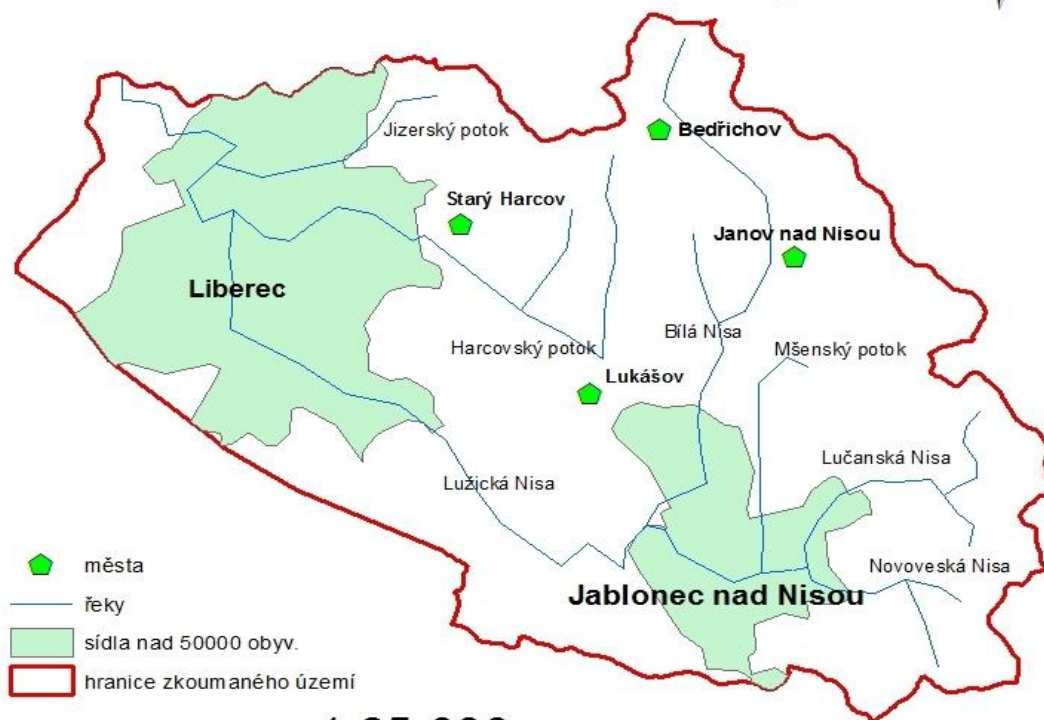 Jizerský potok
Bedřichov
Starý Harcov
Janov nad Nisou
Liberec
Bílá Nisa
Harcovský potok
Mšenský potok
Lukášov
Lučanská Nisa
Lužická Nisa
Novoveská Nisa
Jablonec nad Nisou
města
řeky
sídla nad 50000 obyv.
hranice zkoumaného území